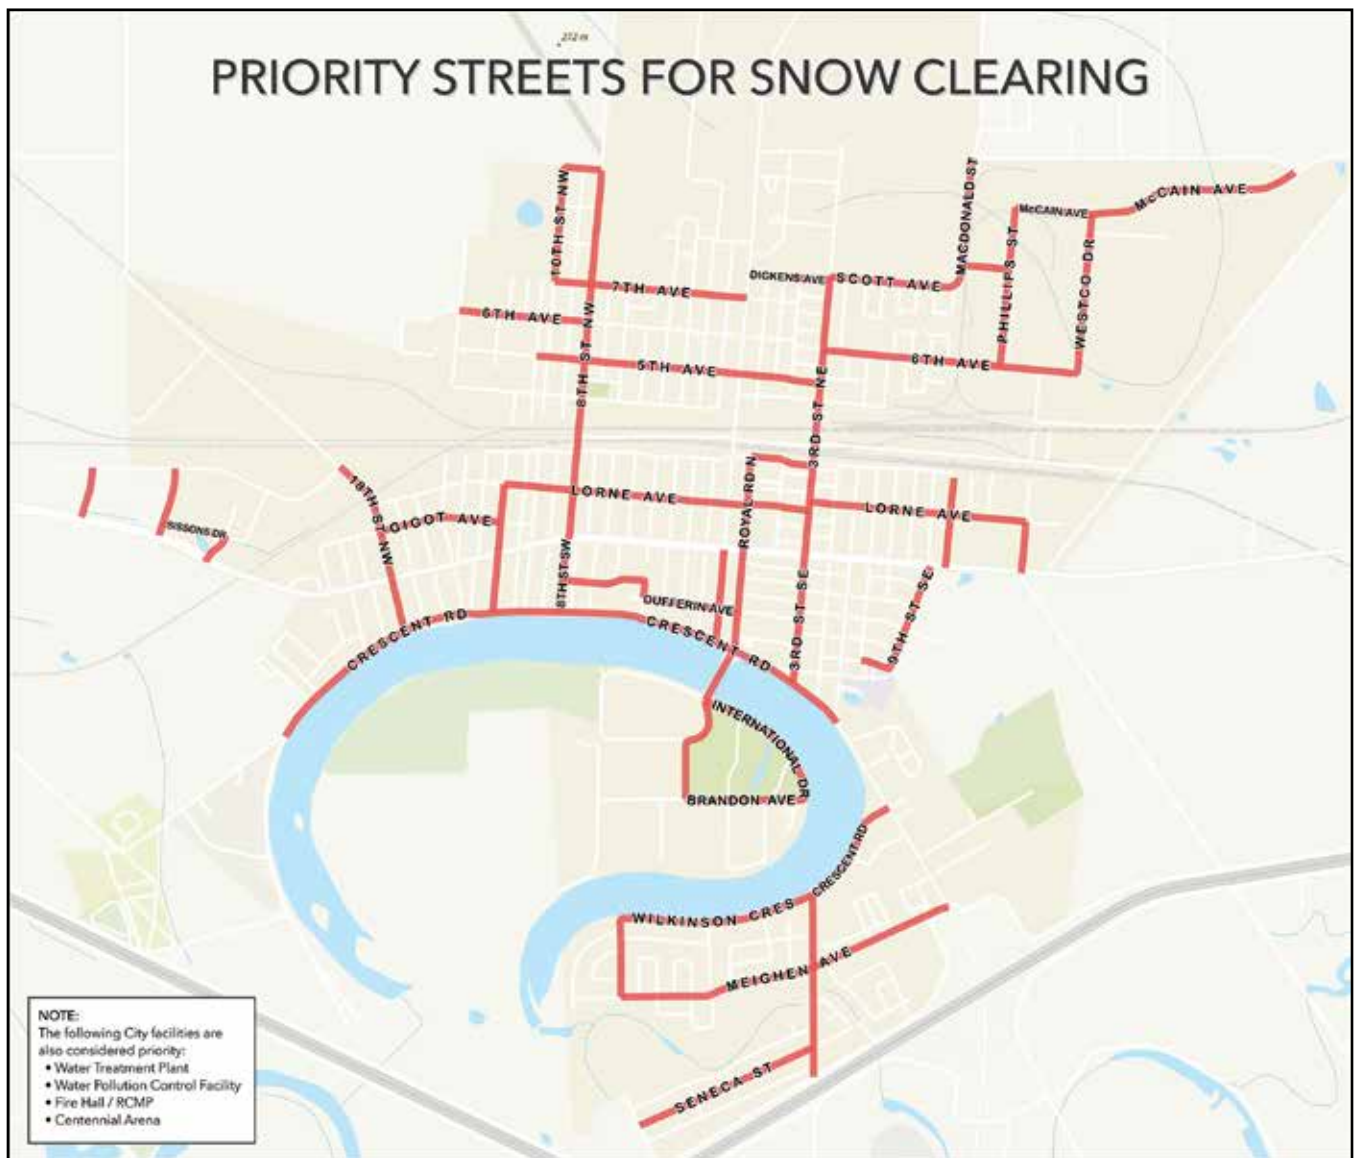 272 m
PRIORITY STREETS FOR SNOW CLEARING
MACDONALD ST
10TH ST NW
McCAIN AVE
McCAIN AVE
PHILLIPS ST
WESTCO DR
DICKENS AVE
SCOTT AVE
7TH AVE
6TH AVE
8TH ST NW
5TH AVE
6TH AVE
3RD ST NE
ROYAL RD N
18TH ST NW
LORNE AVE
LORNE AVE
GIGOT AVE
SISSONS DR
8TH ST SW
DUFFERIN AVE
3RD ST SE
9TH ST SE
CRESCENT RD
CRESCENT RD
INTERNATIONAL DR
BRANDON AVE
CRESCENT RD
WILKINSON CRES
MEIGHEN AVE
SENECA ST
NOTE:
The following City facilities are
also considered priority:
• Water Treatment Plant
• Water Pollution Control Facility
• Fire Hall / RCMP
• Centennial Arena